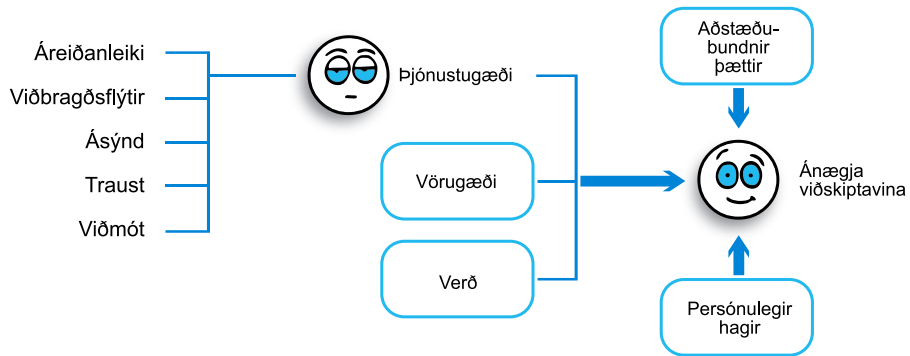 Áreiðanleiki
Viðbragðsflýtir
Ásýnd
Traust
Viðmót
Þjónustugæði
Vörugæði
Verð
Aðstæðu-
bundnir
þættir
Ánægja
viðskiptavina
Persónulegir
hagir